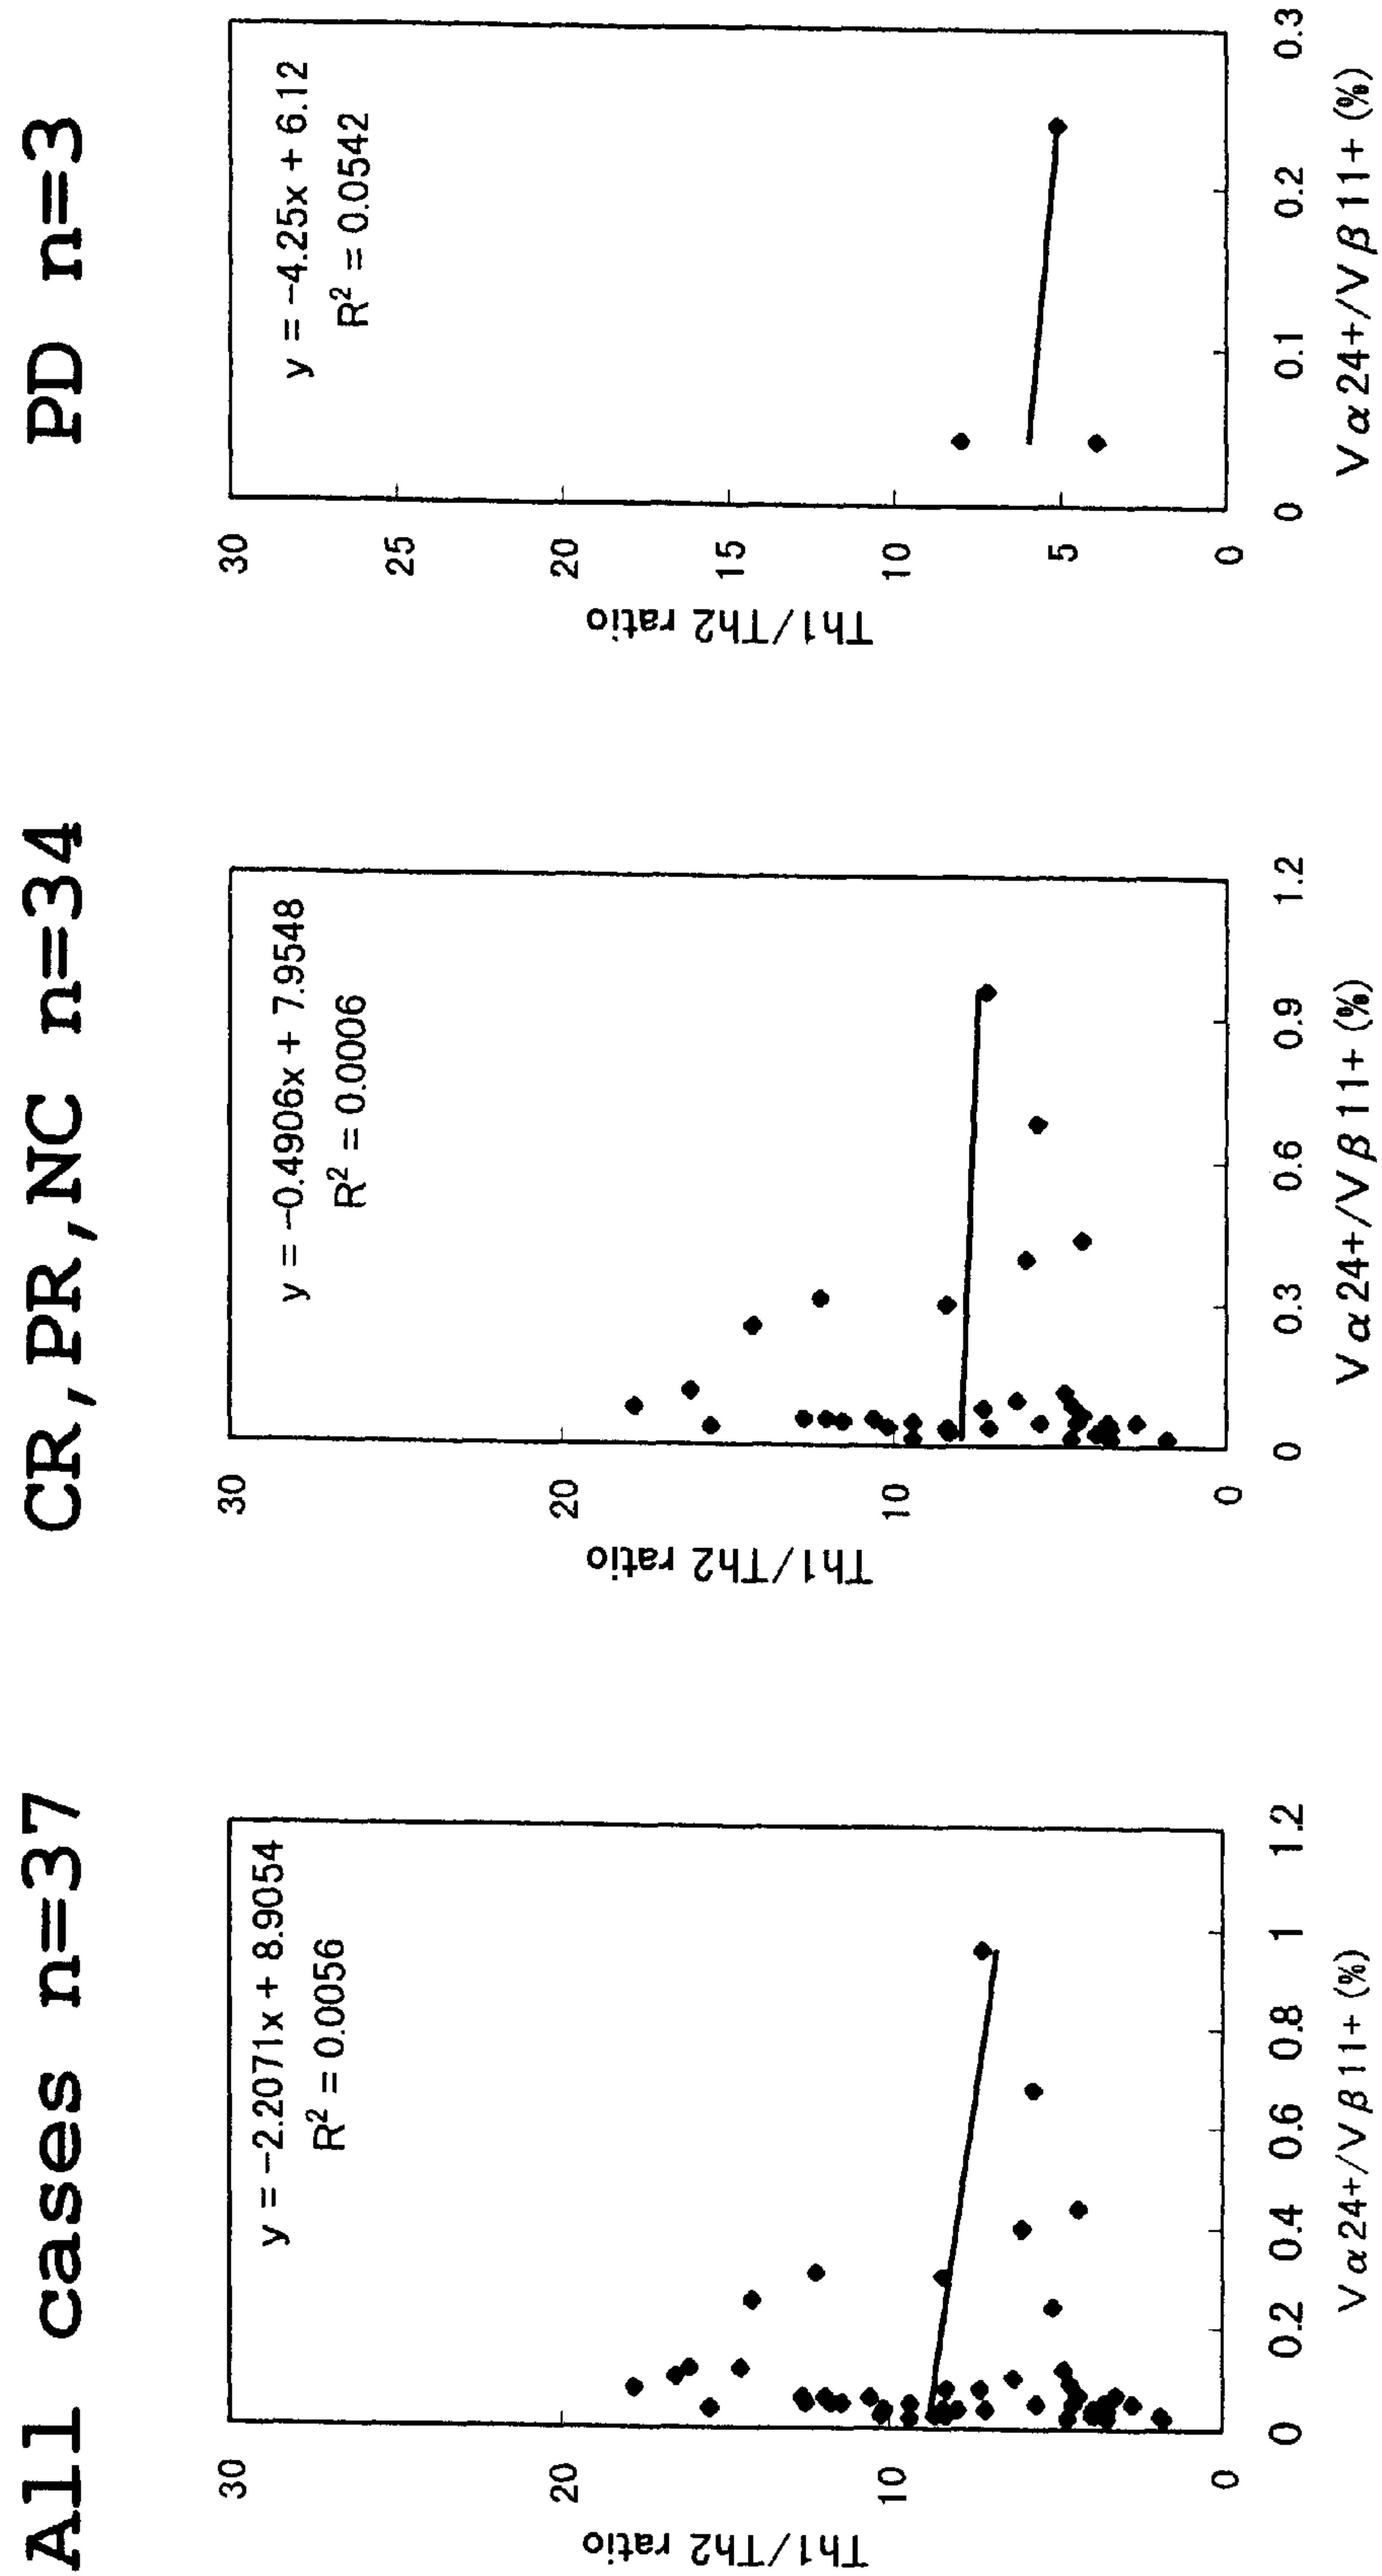 All cases n=37
y = −2.2071x + 8.9054
R² = 0.0056
30
20
10
0
Th1/Th2 ratio
0 0.2 0.4 0.6 0.8 1 1.2
Vα24+/Vβ11+ (%)
CR,PR,NC n=34
y = −0.4906x + 7.9548
R² = 0.0006
30
20
10
0
Th1/Th2 ratio
0 0.3 0.6 0.9 1.2
Vα24+/Vβ11+ (%)
PD n=3
y = −4.25x + 6.12
R² = 0.0542
30
25
20
15
10
5
0
Th1/Th2 ratio
0 0.1 0.2 0.3
Vα24+/Vβ11+ (%)